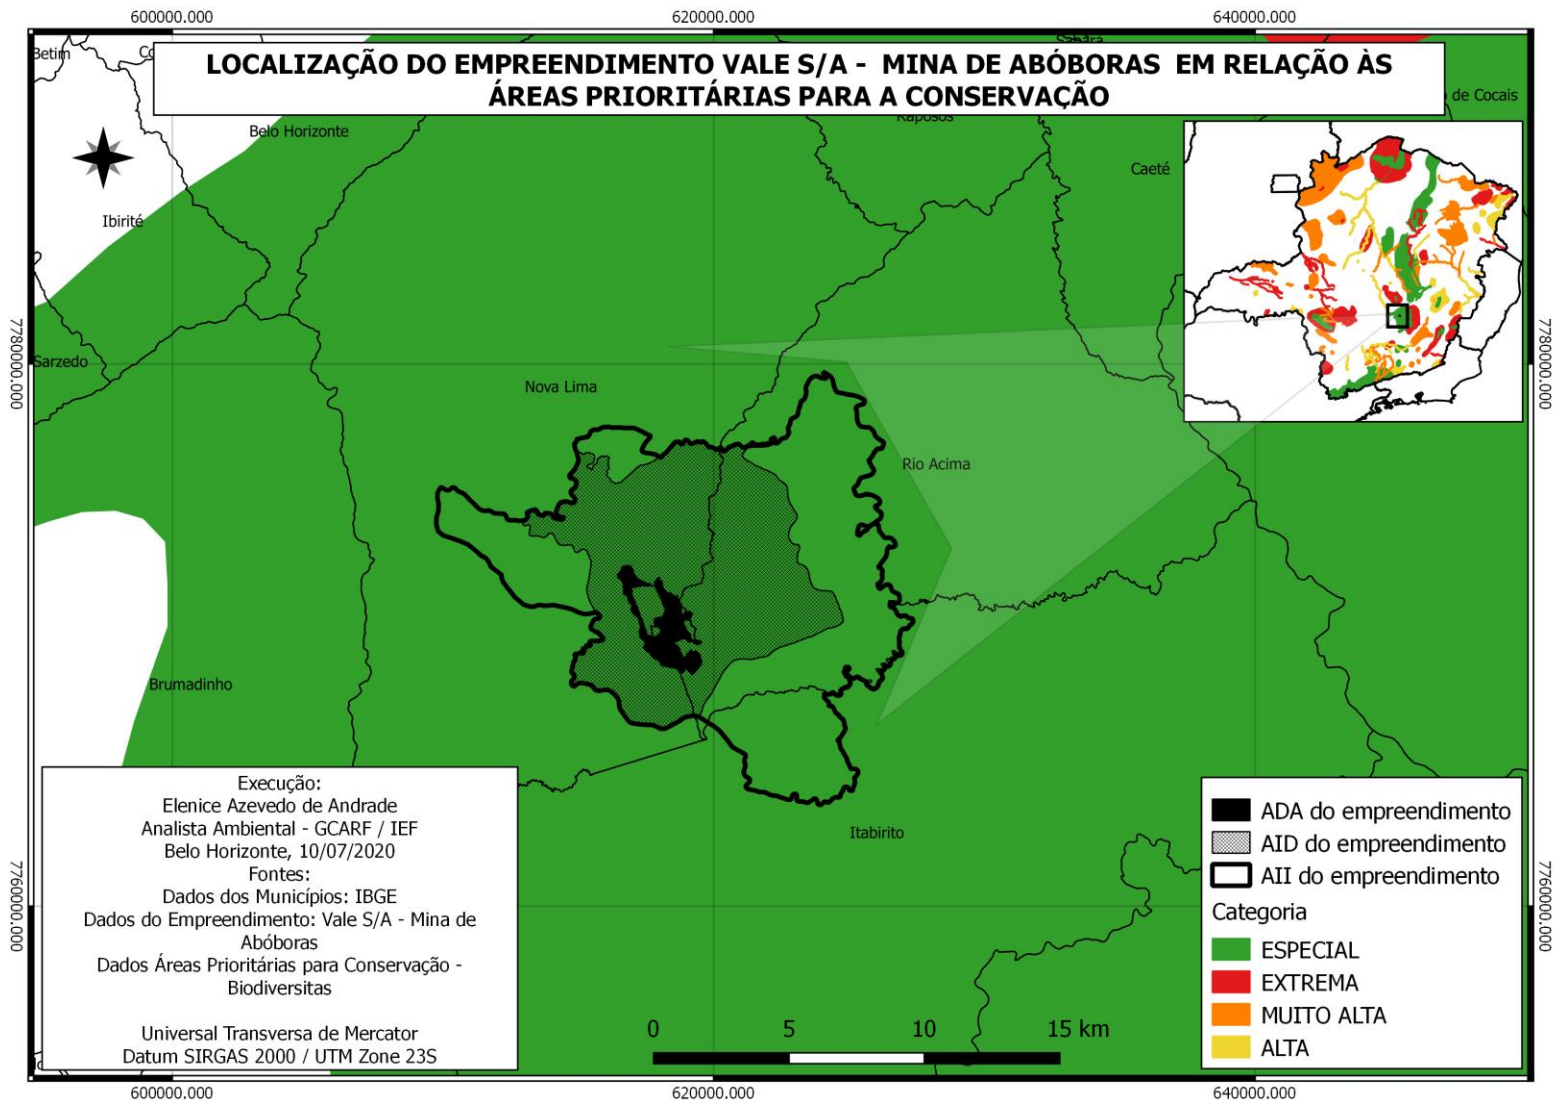 600000.000
620000.000
640000.000
LOCALIZAÇÃO DO EMPREENDIMENTO VALE S/A - MINA DE ABÓBORAS EM RELAÇÃO ÀS
ÁREAS PRIORITÁRIAS PARA A CONSERVAÇÃO
Betim
Sabará
de Cocais
Belo Horizonte
Raposos
Caeté
Ibirité
Sarzedo
7780000.000
7780000.000
Nova Lima
Rio Acima
Brumadinho
Itabirito
7760000.000
7760000.000
Execução:
Elenice Azevedo de Andrade
Analista Ambiental - GCARF / IEF
Belo Horizonte, 10/07/2020
Fontes:
Dados dos Municípios: IBGE
Dados do Empreendimento: Vale S/A - Mina de
Abóboras
Dados Áreas Prioritárias para Conservação -
Biodiversitas
Universal Transversa de Mercator
Datum SIRGAS 2000 / UTM Zone 23S
0 5 10 15 km
ADA do empreendimento
AID do empreendimento
AII do empreendimento
Categoria
ESPECIAL
EXTREMA
MUITO ALTA
ALTA
600000.000
620000.000
640000.000